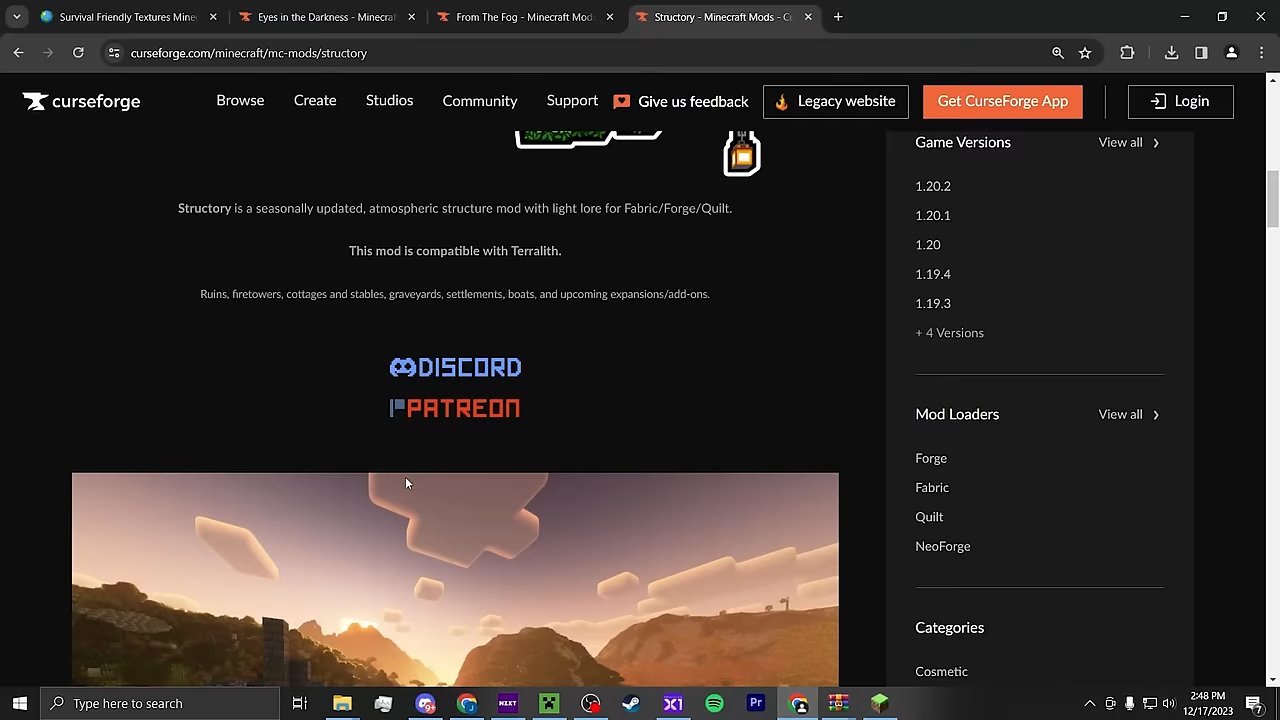 Survival Friendly Textures Mine
Eyes in the Darkness - Minecraft
From The Fog - Minecraft Mods
Structory - Minecraft Mods - Cu
curseforge.com/minecraft/mc-mods/structory
curseforge
Browse
Create
Studios
Community
Support
Give us feedback
Legacy website
Get CurseForge App
Login
Structory is a seasonally updated, atmospheric structure mod with light lore for Fabric/Forge/Quilt.
This mod is compatible with Terralith.
Ruins, firetowers, cottages and stables, graveyards, settlements, boats, and upcoming expansions/add-ons.
DISCORD
PATREON
Game Versions
View all
1.20.2
1.20.1
1.20
1.19.4
1.19.3
+ 4 Versions
Mod Loaders
View all
Forge
Fabric
Quilt
NeoForge
Categories
Cosmetic
Type here to search
NZXT
Pr
2:48 PM
12/17/2023